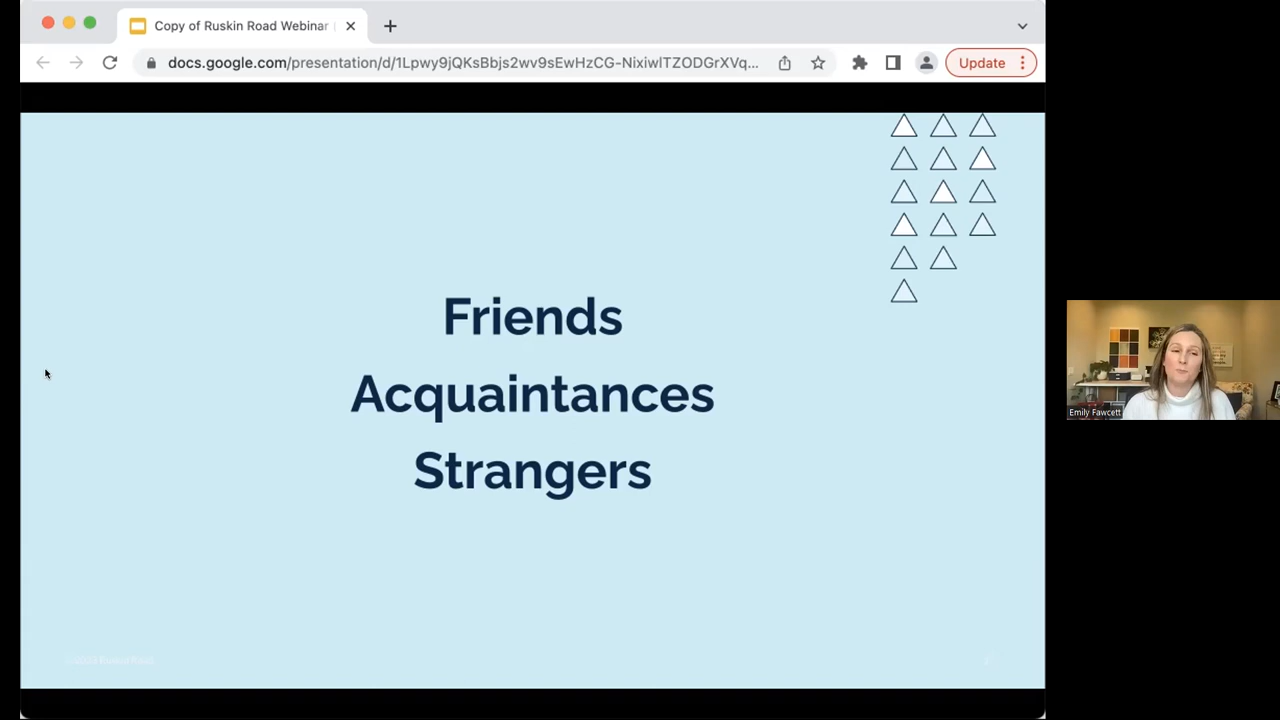 Copy of Ruskin Road Webinar
docs.google.com/presentation/d/1Lpwy9jQKsBbjs2wv9sEwHzCG-NixiwlTZODGrXVq...
Update
Friends
Acquaintances
Strangers
Emily Fawcett